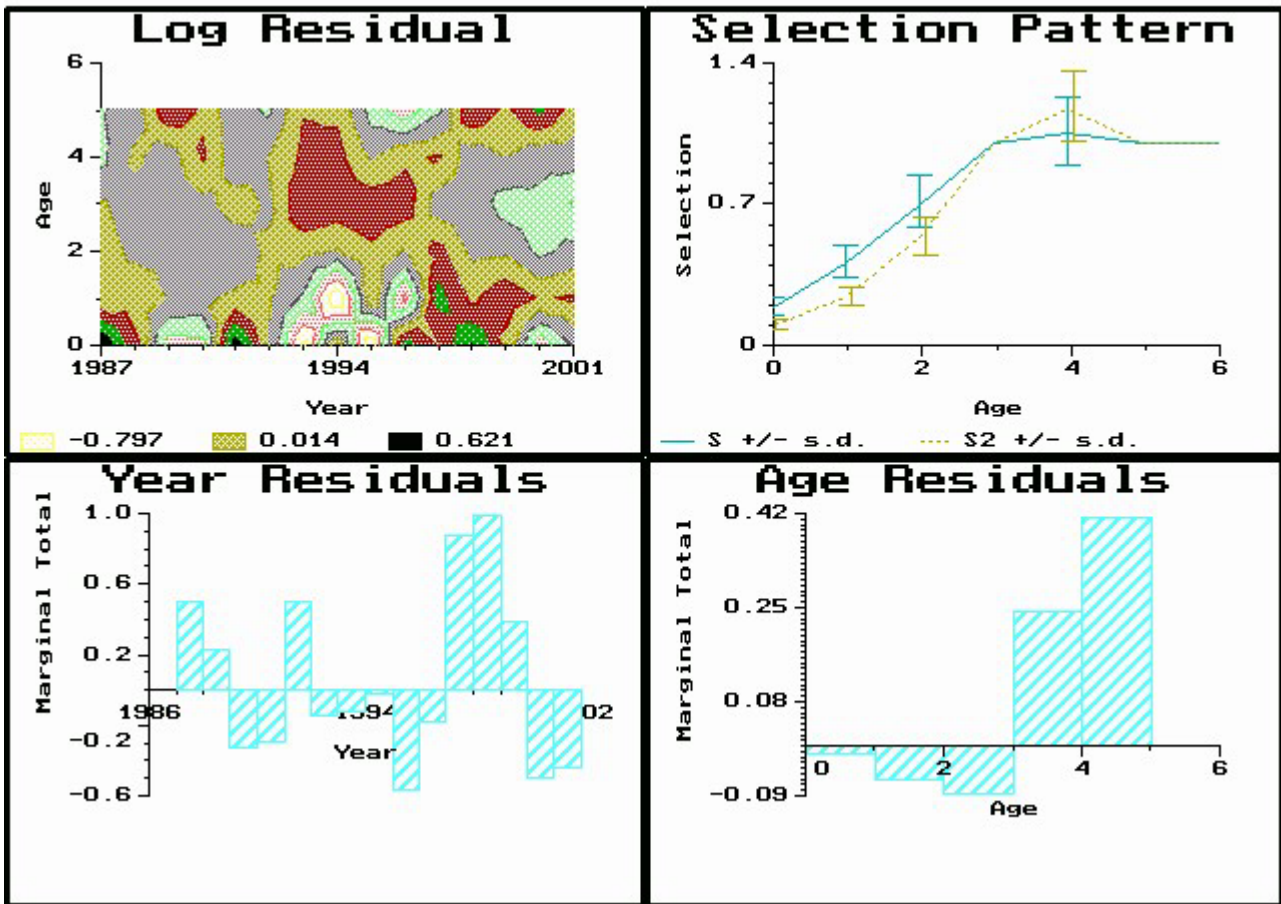 Log Residual
6
4
Age
2
0
1987 1994 2001
Year
-0.797 0.014 0.621
Selection Pattern
1.4
0.7
Selection
0
0 2 4 6
Age
S +/- s.d. S2 +/- s.d.
Year Residuals
1.0
0.6
0.2
Marginal Total
1986 1994 02
-0.2
Year
-0.6
Age Residuals
0.42
0.25
Marginal Total
0.08
0 2 4 6
-0.09
Age